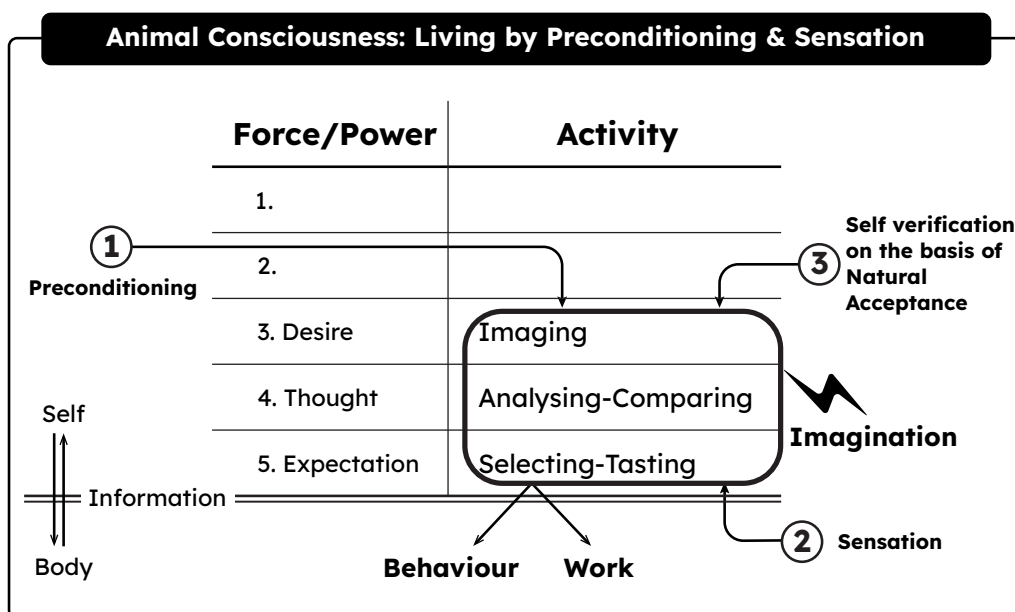 Animal Consciousness: Living by Preconditioning & Sensation
Force/Power
Activity
1.
2.
1
Preconditioning
3
Self verification
on the basis of
Natural
Acceptance
3. Desire
Imaging
4. Thought
Analysing-Comparing
5. Expectation
Selecting-Tasting
Imagination
Self
Information
Body
Behaviour
Work
2
Sensation